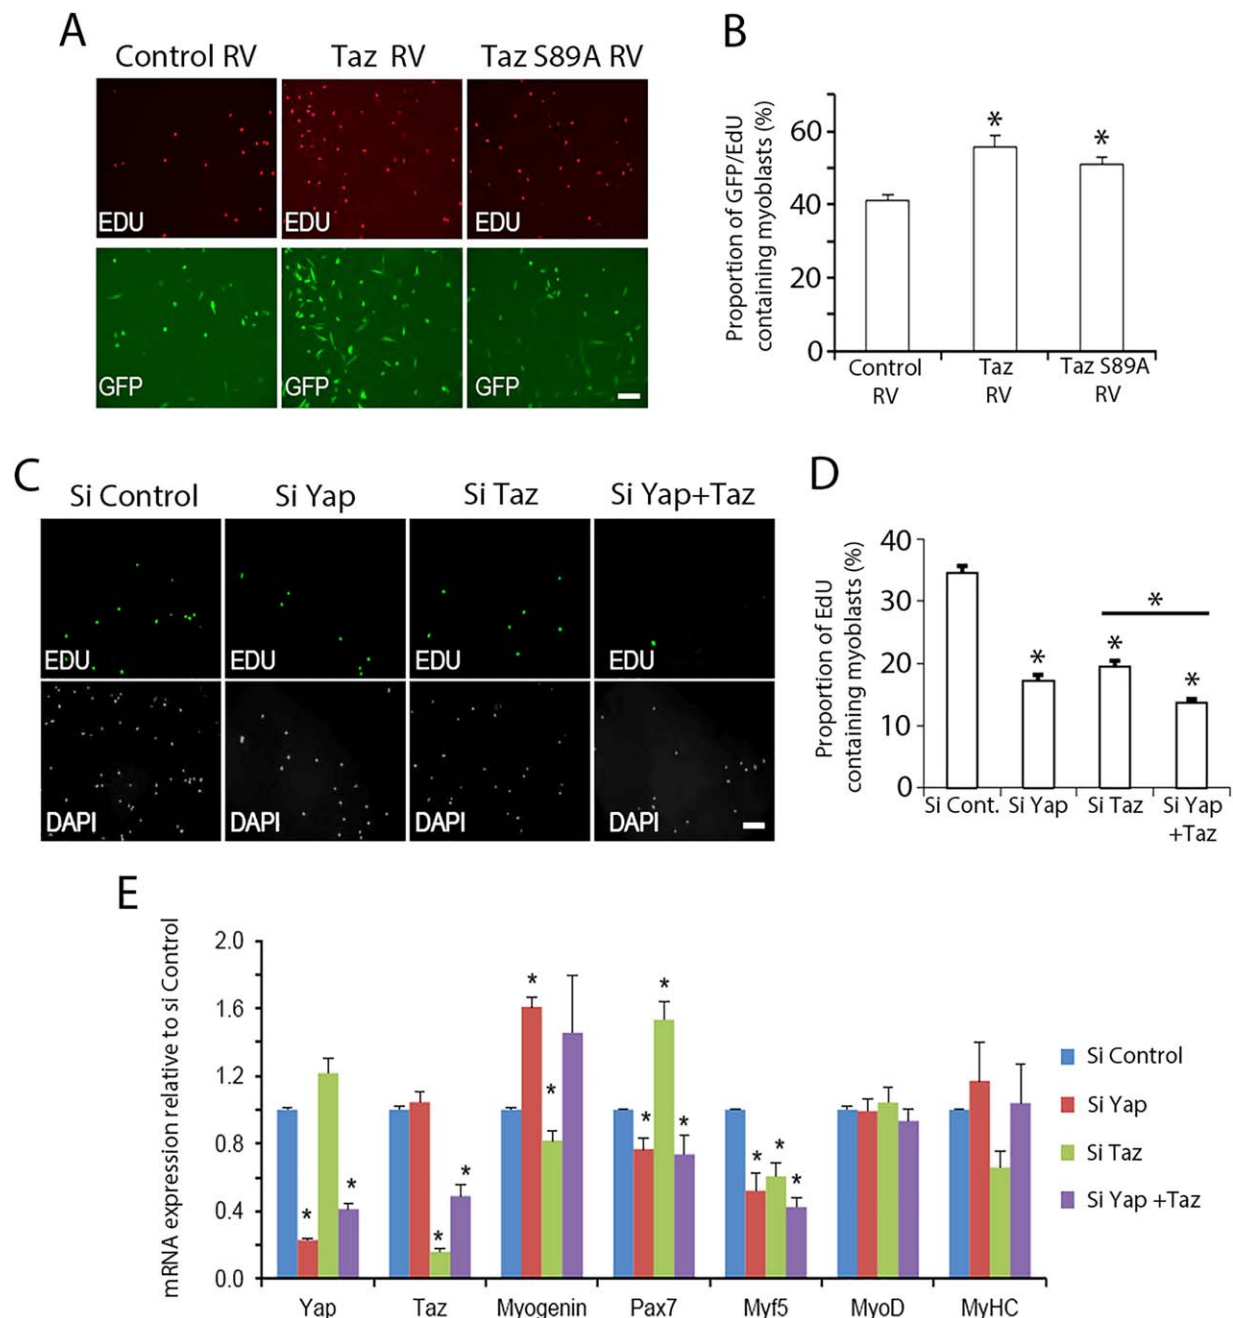 A
Control RV
Taz RV
Taz S89A RV
EDU
EDU
EDU
GFP
GFP
GFP
B
Proportion of GFP/EdU
containing myoblasts (%)
60
40
20
0
*
*
Control
RV
Taz
RV
Taz S89A
RV
C
Si Control
Si Yap
Si Taz
Si Yap+Taz
EDU
EDU
EDU
EDU
DAPI
DAPI
DAPI
DAPI
D
Proportion of EdU
containing myoblasts (%)
40
30
20
10
0
*
*
*
*
Si Cont.
Si Yap
Si Taz
Si Yap
+Taz
E
mRNA expression relative to si Control
2.0
1.6
1.2
0.8
0.4
0.0
*
*
*
*
*
*
*
*
*
*
*
*
Yap
Taz
Myogenin
Pax7
Myf5
MyoD
MyHC
Si Control
Si Yap
Si Taz
Si Yap +Taz